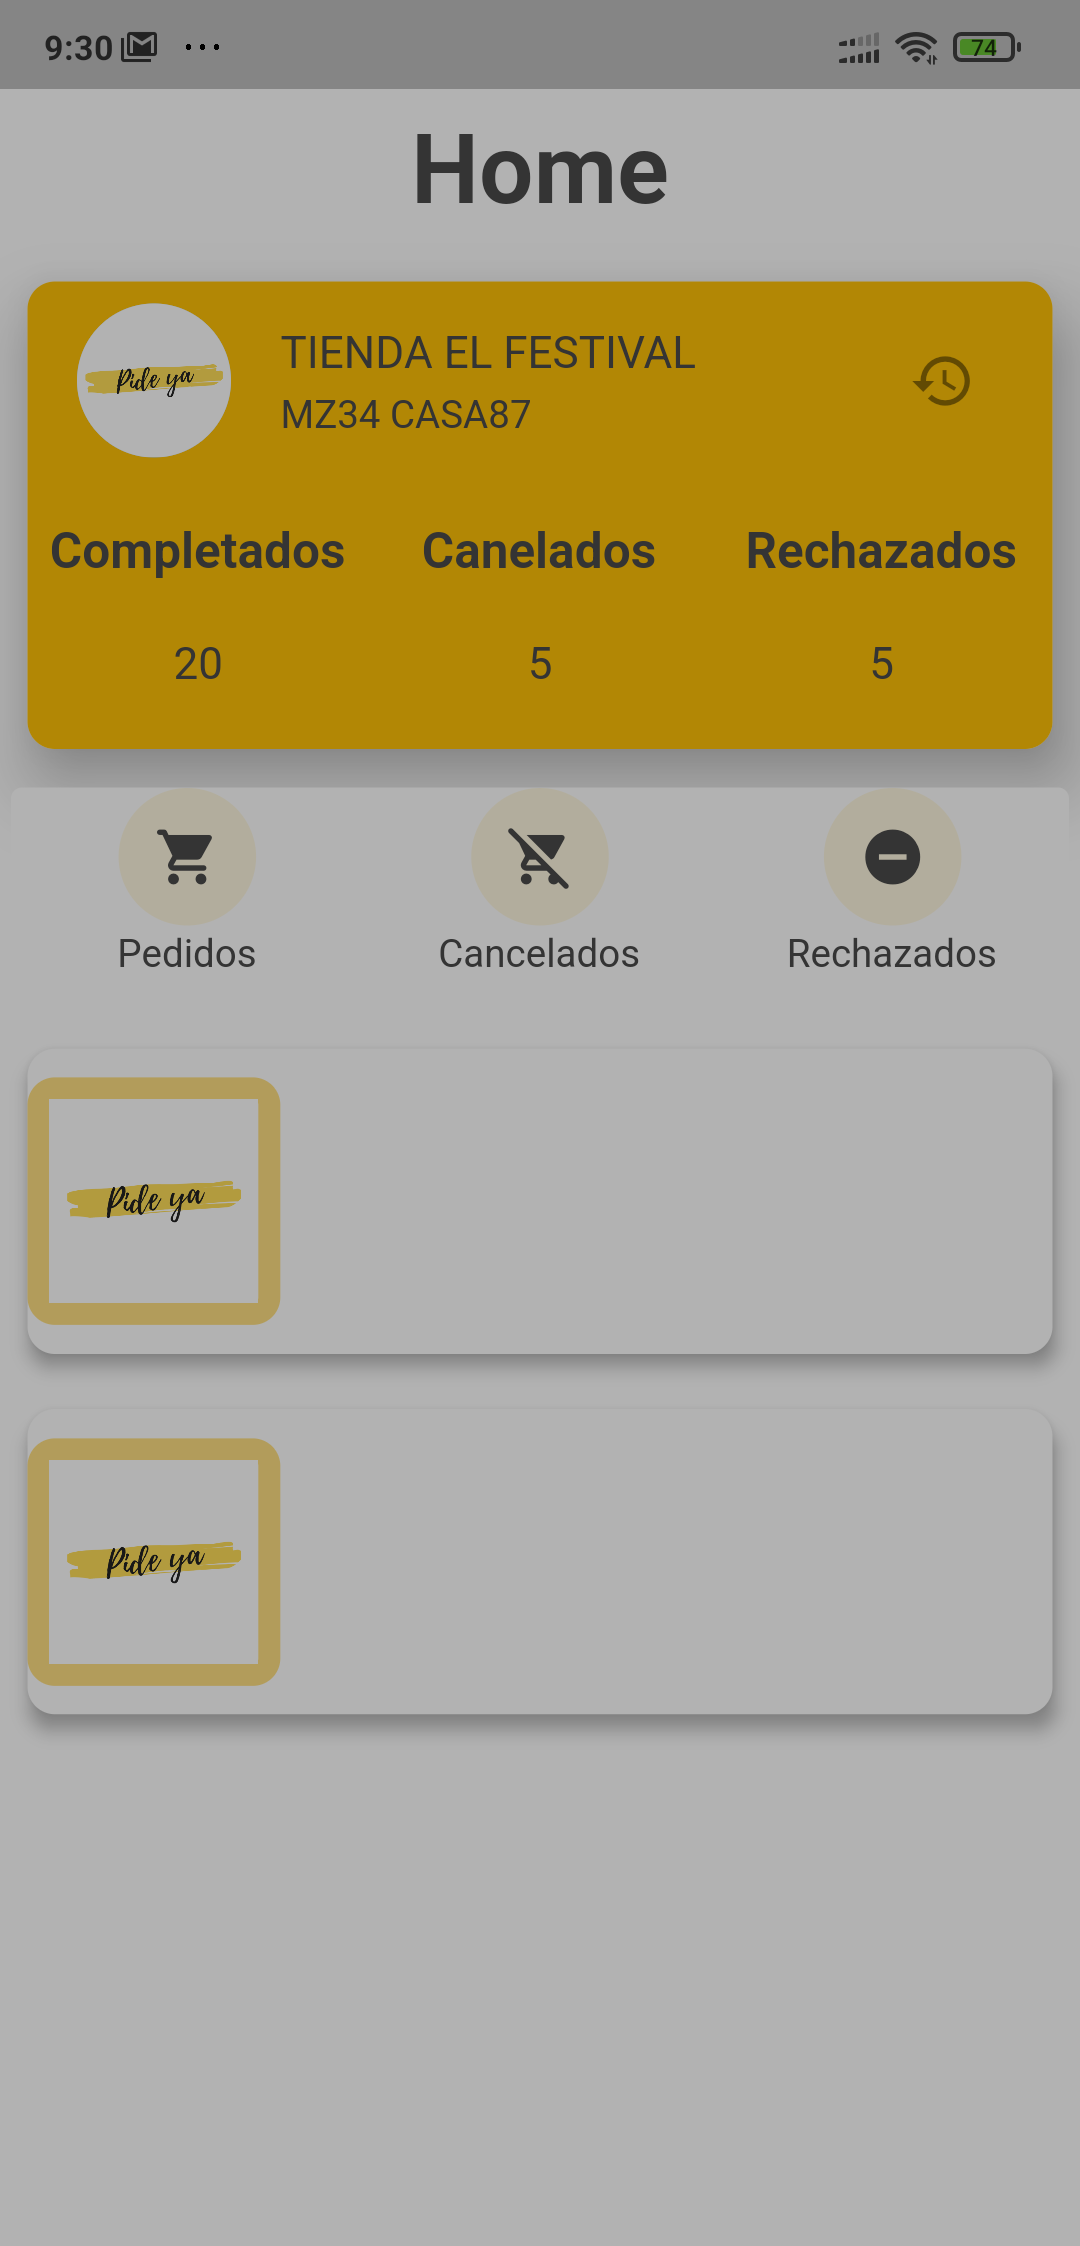 9:30 ... 74
Home
Pide ya
TIENDA EL FESTIVAL
MZ34 CASA87
Completados Canelados Rechazados
20 5 5
Pedidos Cancelados Rechazados
Pide ya
Pide ya